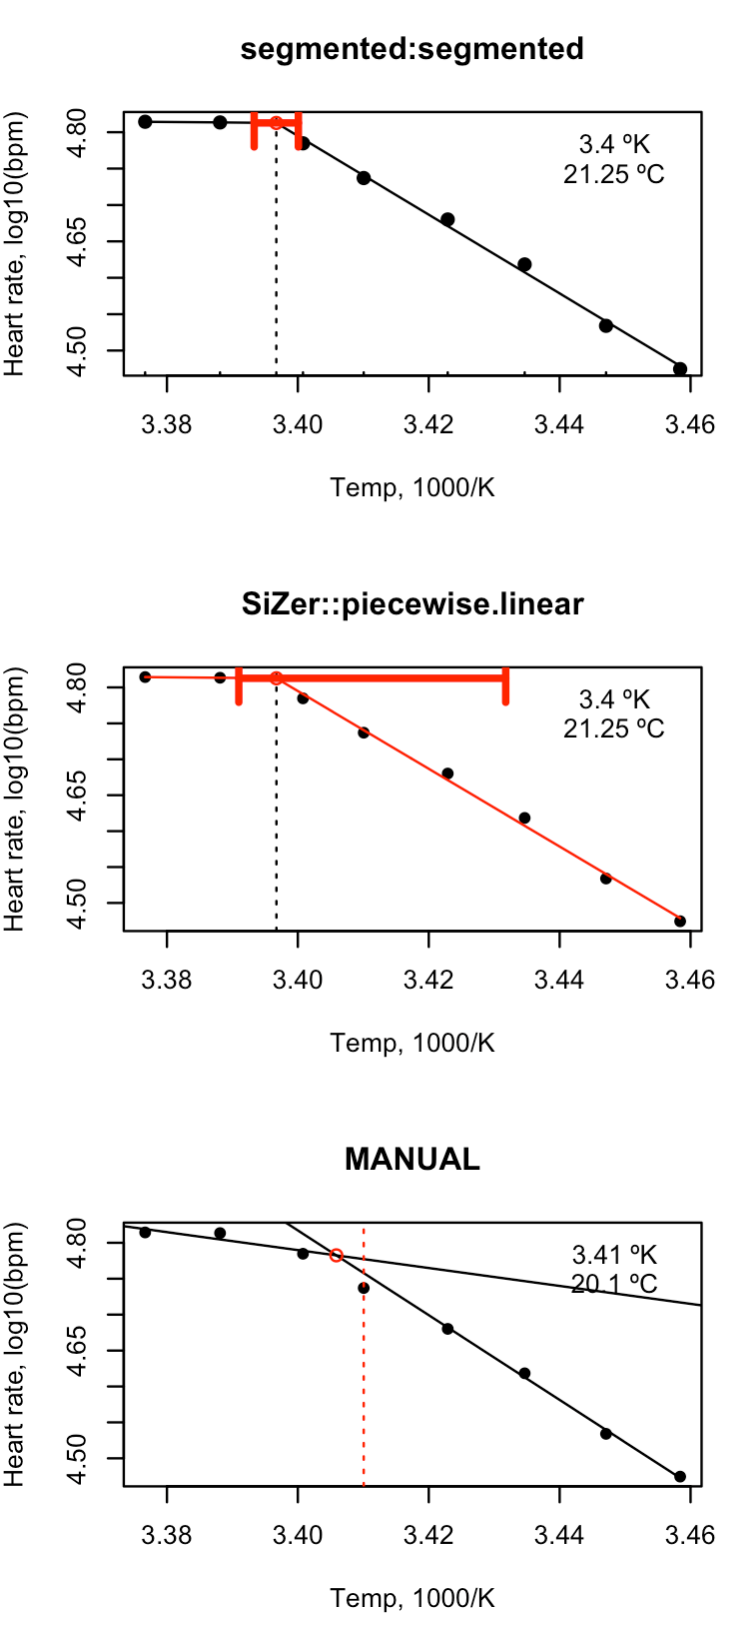 segmented:segmented
3.4 ºK
21.25 ºC
4.80
4.65
4.50
Heart rate, log10(bpm)
3.38 3.40 3.42 3.44 3.46
Temp, 1000/K
SiZer::piecewise.linear
3.4 ºK
21.25 ºC
4.80
4.65
4.50
Heart rate, log10(bpm)
3.38 3.40 3.42 3.44 3.46
Temp, 1000/K
MANUAL
3.41 ºK
20.1 ºC
4.80
4.65
4.50
Heart rate, log10(bpm)
3.38 3.40 3.42 3.44 3.46
Temp, 1000/K